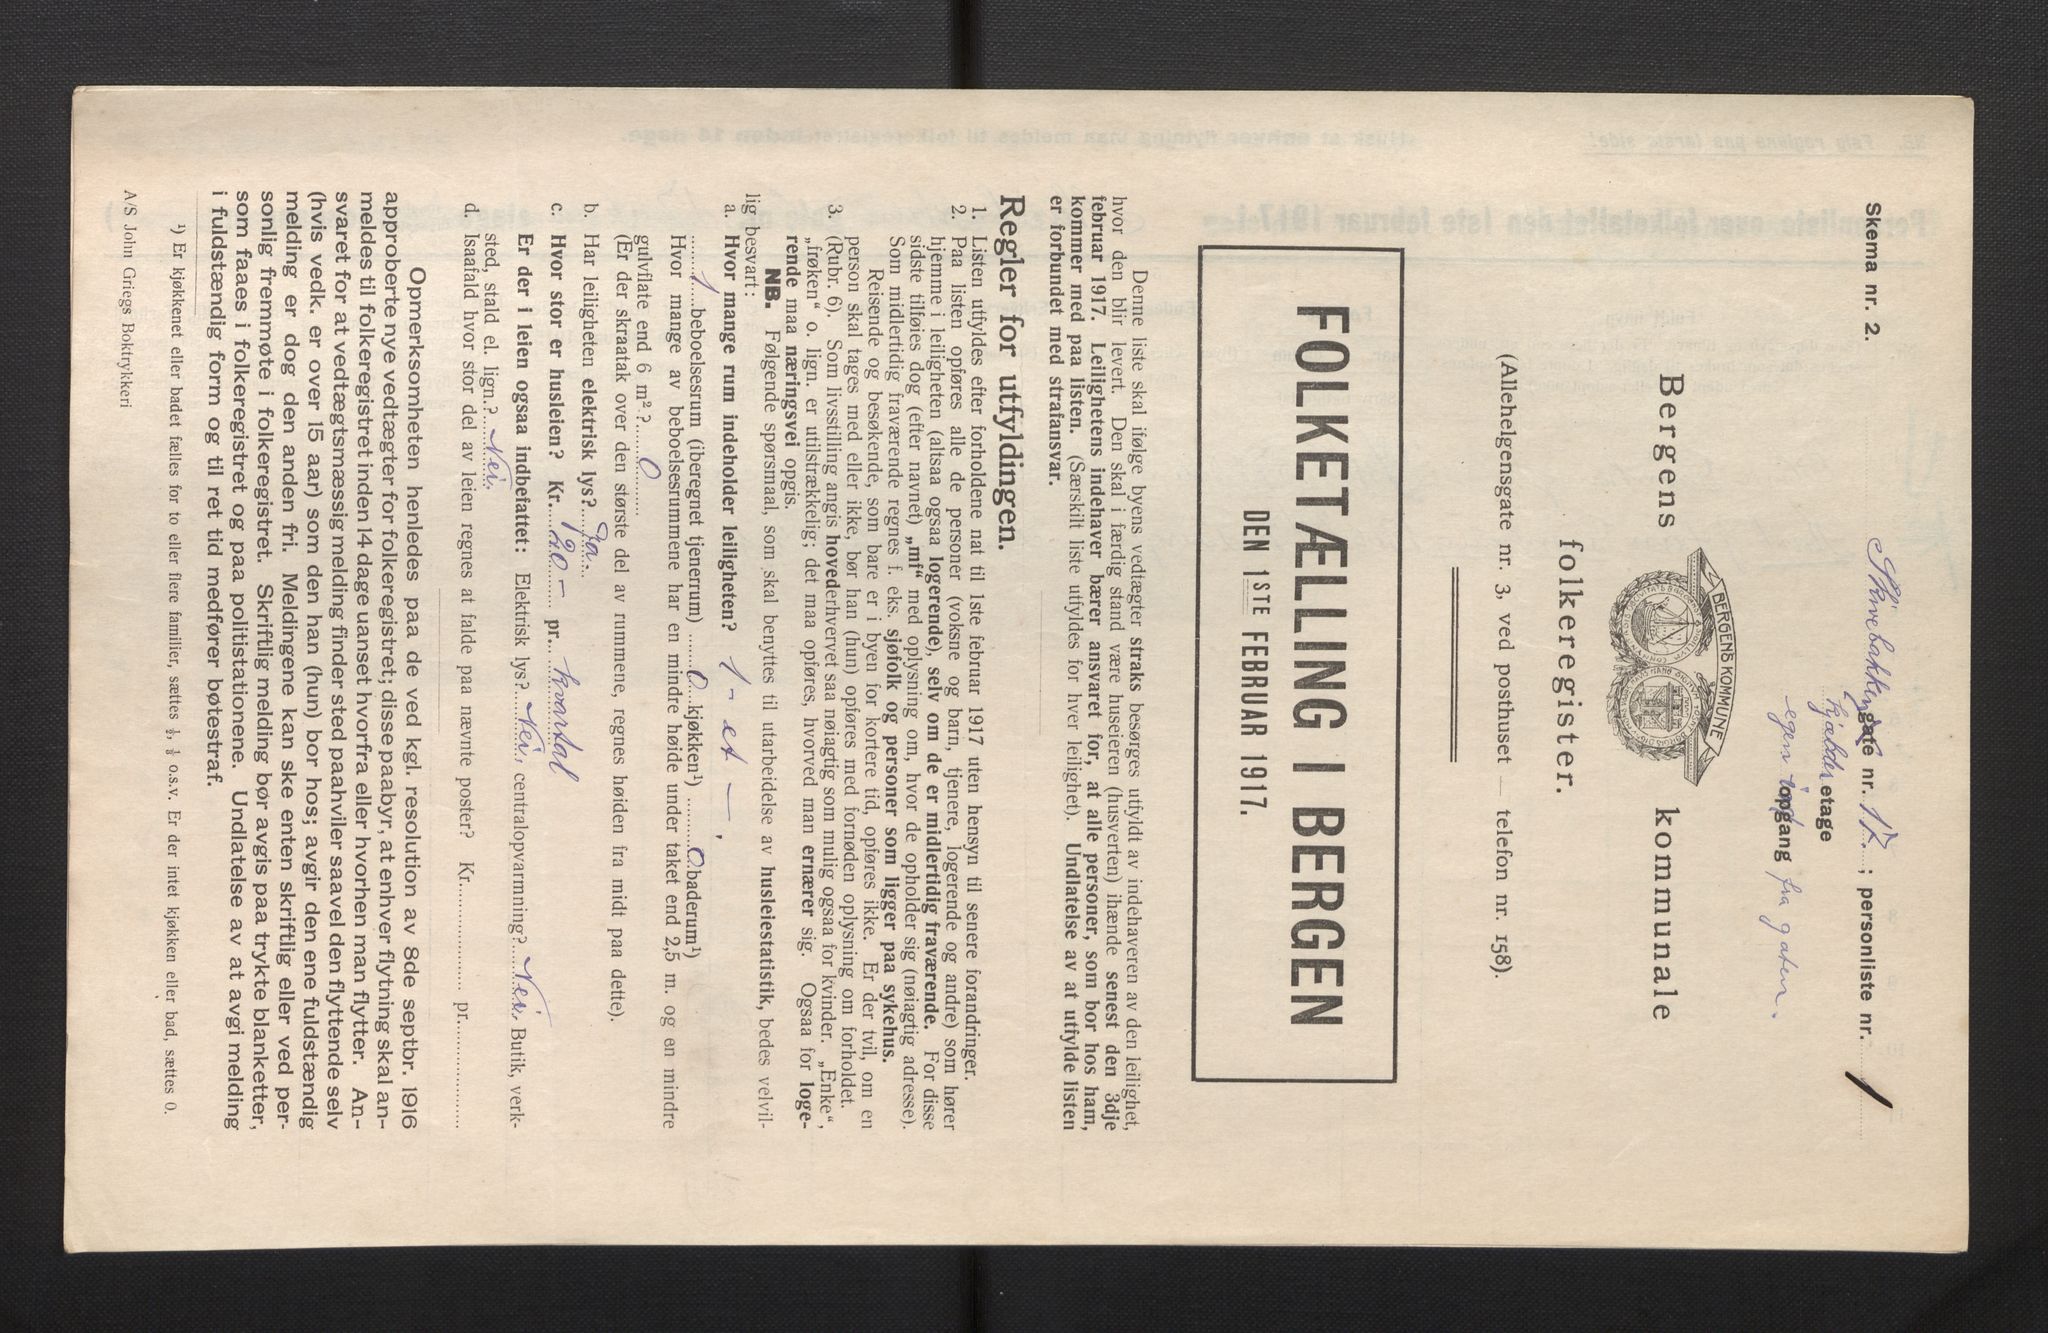 Skema nr. 2.
Skivebakken gate nr. 17. ; personliste nr. 1
kjælder etage
egen indopgang fra gaten.
Bergens kommunale
BERGENS KOMMUNE
folkeregister.
(Allehelgensgate nr. 3, ved posthuset — telefon nr. 158).
FOLKETÆLLING I BERGEN
DEN 1STE FEBRUAR 1917.
Denne liste skal ifølge byens vedtægter straks besørges utfyldt av indehaveren av den leilighet,
hvor den blir levert. Den skal i færdig stand være huseieren (husverten) ihænde senest den 3dje
februar 1917. Leilighetens indehaver bærer ansvaret for, at alle personer, som bor hos ham,
kommer med paa listen. (Særskilt liste utfyldes for hver leilighet). Undlatelse av at utfylde listen
er forbundet med strafansvar.
Regler for utfyldingen.
1. Listen utfyldes efter forholdene nat til 1ste februar 1917 uten hensyn til senere forandringer.
2. Paa listen opføres alle de personer (voksne og barn, tjenere, logerende og andre) som hører
hjemme i leiligheten (altsaa ogsaa logerende), selv om de er midlertidig fraværende. For disse
sidste tilføies dog (efter navnet) „mf“ med oplysning om, hvor de opholder sig (nøiagtig adresse).
Som midlertidig fraværende regnes f. eks. sjøfolk og personer som ligger paa sykehus.
Reisende og besøkende, som bare er i byen for kortere tid, opføres ikke. Er der tvil, om en
person skal tages med eller ikke, bør han (hun) opføres med fornøden oplysning om forholdet.
3. (Rubr. 6). Som livsstilling angis hovederhvervet saa nøiagtig som mulig ogsaa for kvinder. „Enke“,
„frøken“ o. lign. er utilstrækkelig; det maa opføres, hvorved man ernærer sig. Ogsaa for loge-
rende maa næringsvei opgis.
NB. Følgende spørsmaal, som skal benyttes til utarbeidelse av husleiestatistik, bedes velvil-
lig besvart:
a. Hvor mange rum indeholder leiligheten? 1 - et - ,
1 beboelsesrum (iberegnet tjenerrum) 0 kjøkken¹) 0 baderum¹)
Hvor mange av beboelsesrummene har en mindre høide under taket end 2,5 m. og en mindre
gulvflate end 6 m²? 0
(Er der skraatak over den største del av rummene, regnes høiden fra midt paa dette).
b. Har leiligheten elektrisk lys? Ja
c. Hvor stor er husleien? Kr. 120 - pr. kvartal
Er der i leien ogsaa indbefattet: Elektrisk lys? Nei, centralopvarmning? Nei. Butik, verk-
sted, stald el. lign.? Nei.
d. Isaafald hvor stor del av leien regnes at falde paa nævnte poster? Kr. pr.
Opmerksomheten henledes paa de ved kgl. resolution av 8de septbr. 1916
approberte nye vedtægter for folkeregistret; disse paabyr, at enhver flytning skal an-
meldes til folkeregistret inden 14 dage uanset hvorfra eller hvorhen man flytter. An-
svaret for at vedtægtsmæssig melding finder sted paahviler saavel den flyttende selv
(hvis vedk. er over 15 aar) som den han (hun) bor hos; avgir den ene fuldstændig
melding er dog den anden fri. Meldingene kan ske enten skriftlig eller ved per-
sonlig fremmøte i folkeregistret. Skriftlig melding bør avgis paa trykte blanketter,
som faaes i folkeregistret og paa politistationene. Undlatelse av at avgi melding
i fuldstændig form og til ret tid medfører bøtestraf.
¹) Er kjøkkenet eller badet fælles for to eller flere familier, sættes ½, ⅓ o.s.v. Er der intet kjøkken eller bad, sættes 0.
A/S John Griegs Boktrykkeri